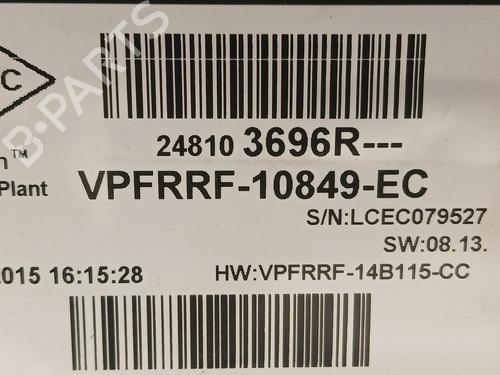 B-PARTS
C
24810 3696R---
n™
Plant
VPFRRF-10849-EC
S/N:LCEC079527
SW:08.13.
2015 16:15:28
HW:VPFRRF-14B115-CC